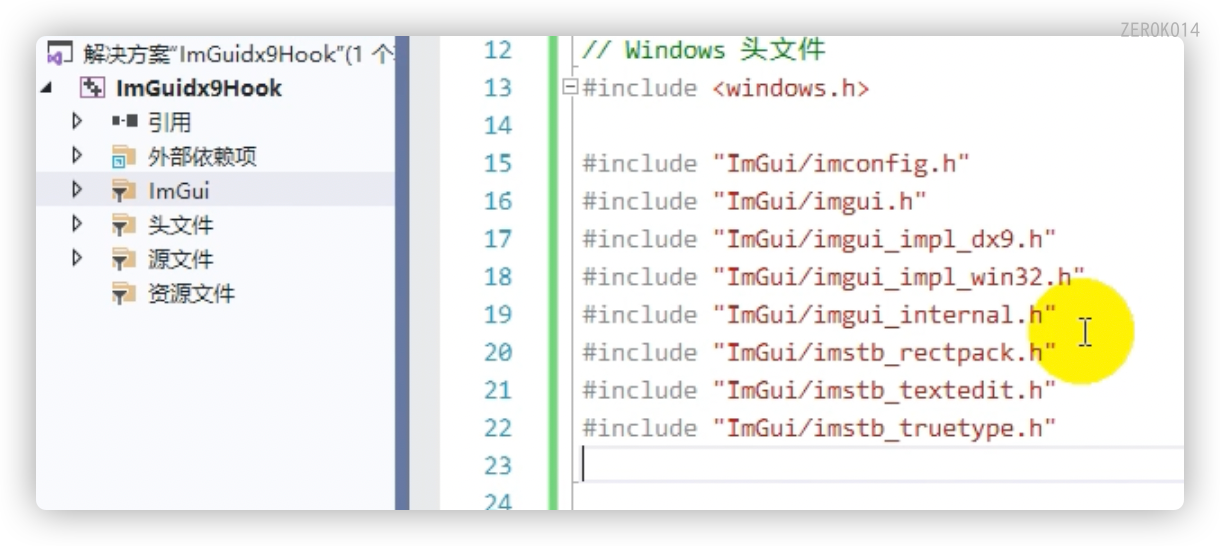 ZER0K014
解决方案"ImGuidx9Hook"(1 个
ImGuidx9Hook
引用
外部依赖项
ImGui
头文件
源文件
资源文件
12 // Windows 头文件
13 #include <windows.h>
14
15 #include "ImGui/imconfig.h"
16 #include "ImGui/imgui.h"
17 #include "ImGui/imgui_impl_dx9.h"
18 #include "ImGui/imgui_impl_win32.h"
19 #include "ImGui/imgui_internal.h"
20 #include "ImGui/imstb_rectpack.h"
21 #include "ImGui/imstb_textedit.h"
22 #include "ImGui/imstb_truetype.h"
23
24